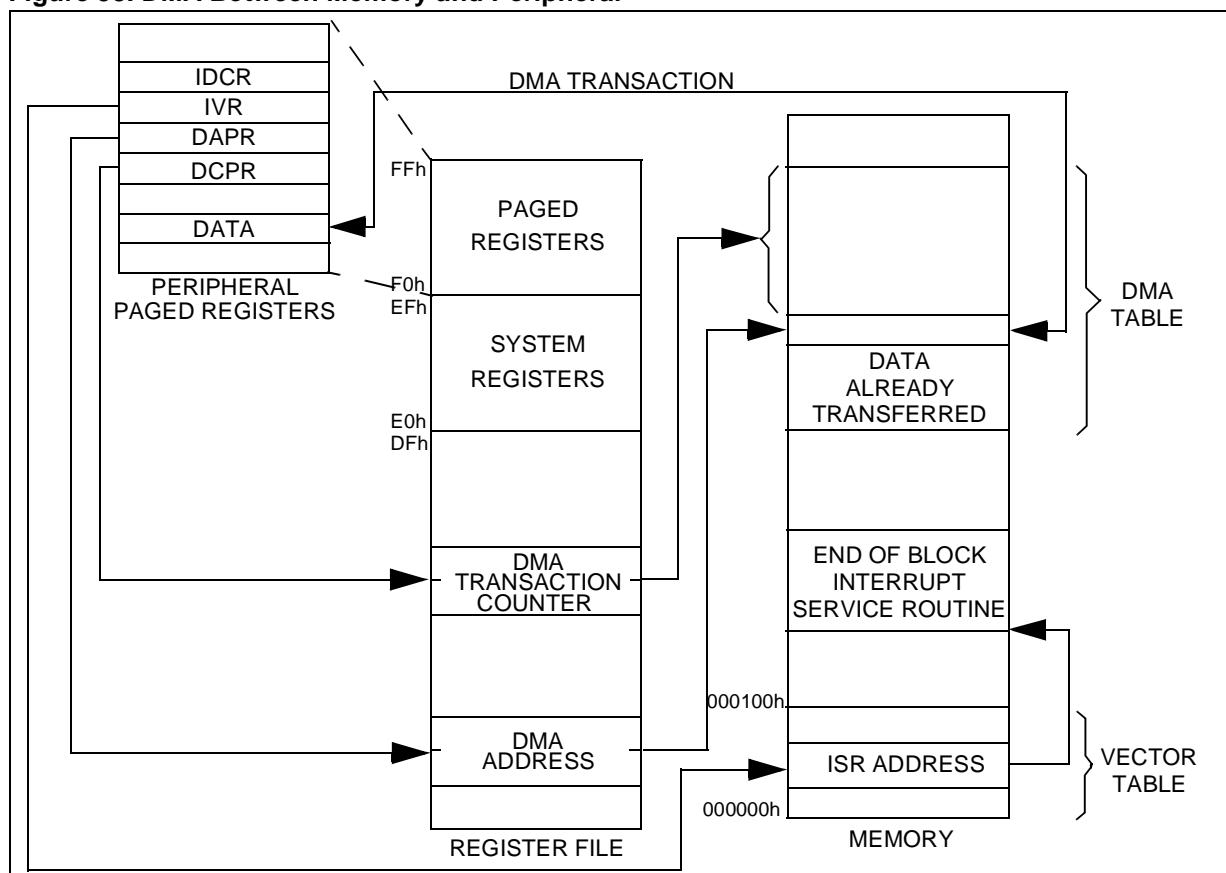 IDCR
IVR
DAPR
DCPR
DATA
PERIPHERAL
PAGED REGISTERS
DMA TRANSACTION
FFh
PAGED
REGISTERS
F0h
EFh
SYSTEM
REGISTERS
E0h
DFh
DMA
TRANSACTION
COUNTER
DMA
ADDRESS
REGISTER FILE
DMA
TABLE
DATA
ALREADY
TRANSFERRED
END OF BLOCK
INTERRUPT
SERVICE ROUTINE
000100h
ISR ADDRESS
VECTOR
TABLE
000000h
MEMORY